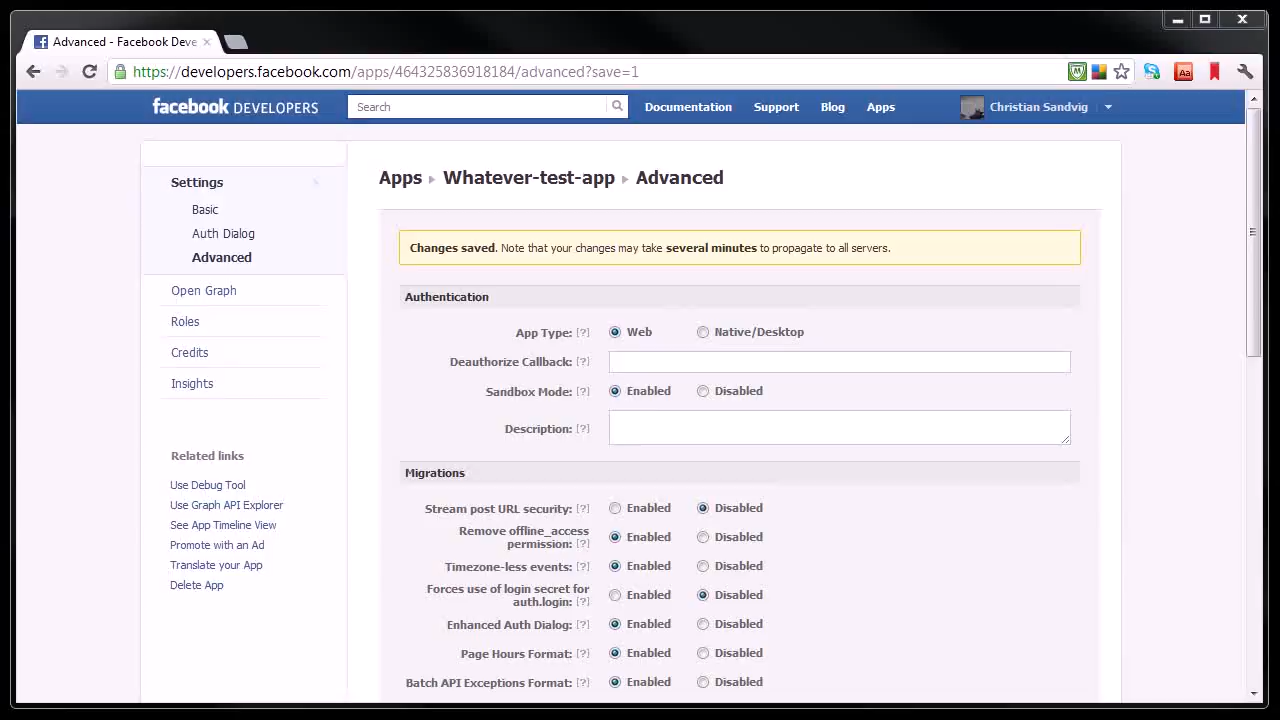 Advanced - Facebook Deve
https://developers.facebook.com/apps/464325836918184/advanced?save=1
facebook DEVELOPERS Search Documentation Support Blog Apps Christian Sandvig
Settings
Basic
Auth Dialog
Advanced
Open Graph
Roles
Credits
Insights
Related links
Use Debug Tool
Use Graph API Explorer
See App Timeline View
Promote with an Ad
Translate your App
Delete App
Apps Whatever-test-app Advanced
Changes saved. Note that your changes may take several minutes to propagate to all servers.
Authentication
App Type: [?] Web Native/Desktop
Deauthorize Callback: [?]
Sandbox Mode: [?] Enabled Disabled
Description: [?]
Migrations
Stream post URL security: [?] Enabled Disabled
Remove offline_access
permission: [?] Enabled Disabled
Timezone-less events: [?] Enabled Disabled
Forces use of login secret for
auth.login: [?] Enabled Disabled
Enhanced Auth Dialog: [?] Enabled Disabled
Page Hours Format: [?] Enabled Disabled
Batch API Exceptions Format: [?] Enabled Disabled